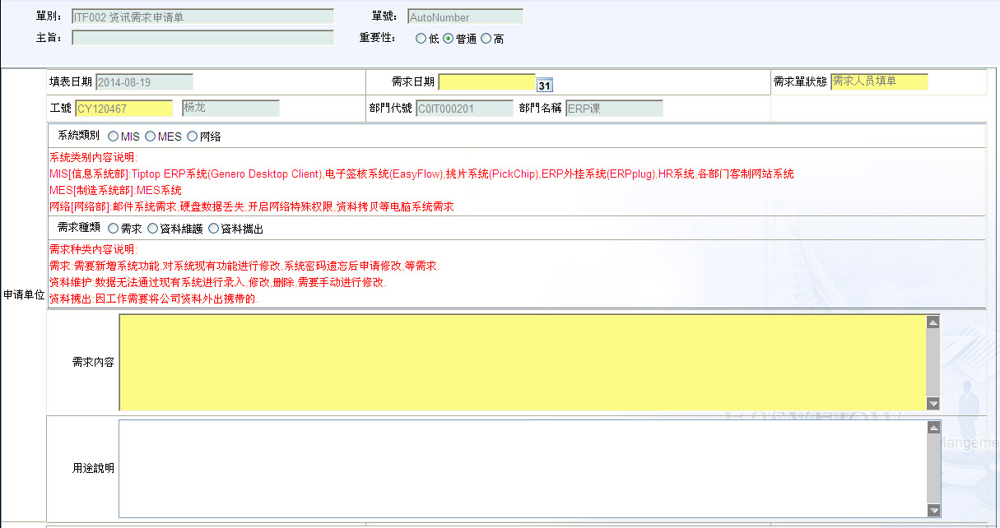 單別： ITF002 资讯需求申请单 單號： AutoNumber
主旨： 重要性： 低 普通 高
填表日期 2014-08-19 需求日期 31 需求單狀態 需求人员填单
工號 CY120467 杨龙 部門代號 C0IT000201 部門名稱 ERP课
系統類別 MIS MES 网络
系统类别内容说明:
MIS[信息系统部]:Tiptop ERP系统(Genero Desktop Client),电子签核系统(EasyFlow),挑片系统(PickChip),ERP外挂系统(ERPplug),HR系统,各部门客制网站系统
MES[制造系统部]:MES系统
网络[网络部]:邮件系统需求,硬盘数据丢失,开启网络特殊权限,资料拷贝等电脑系统需求
需求種類 需求 资料維護 资料攜出
需求种类内容说明:
需求:需要新增系统功能,对系统现有功能进行修改,系统密码遗忘后申请修改,等需求.
资料维护:数据无法通过现有系统进行录入,修改,删除,需要手动进行修改.
资料携出:因工作需要将公司资料外出携带的.
申请单位
需求内容
用途說明